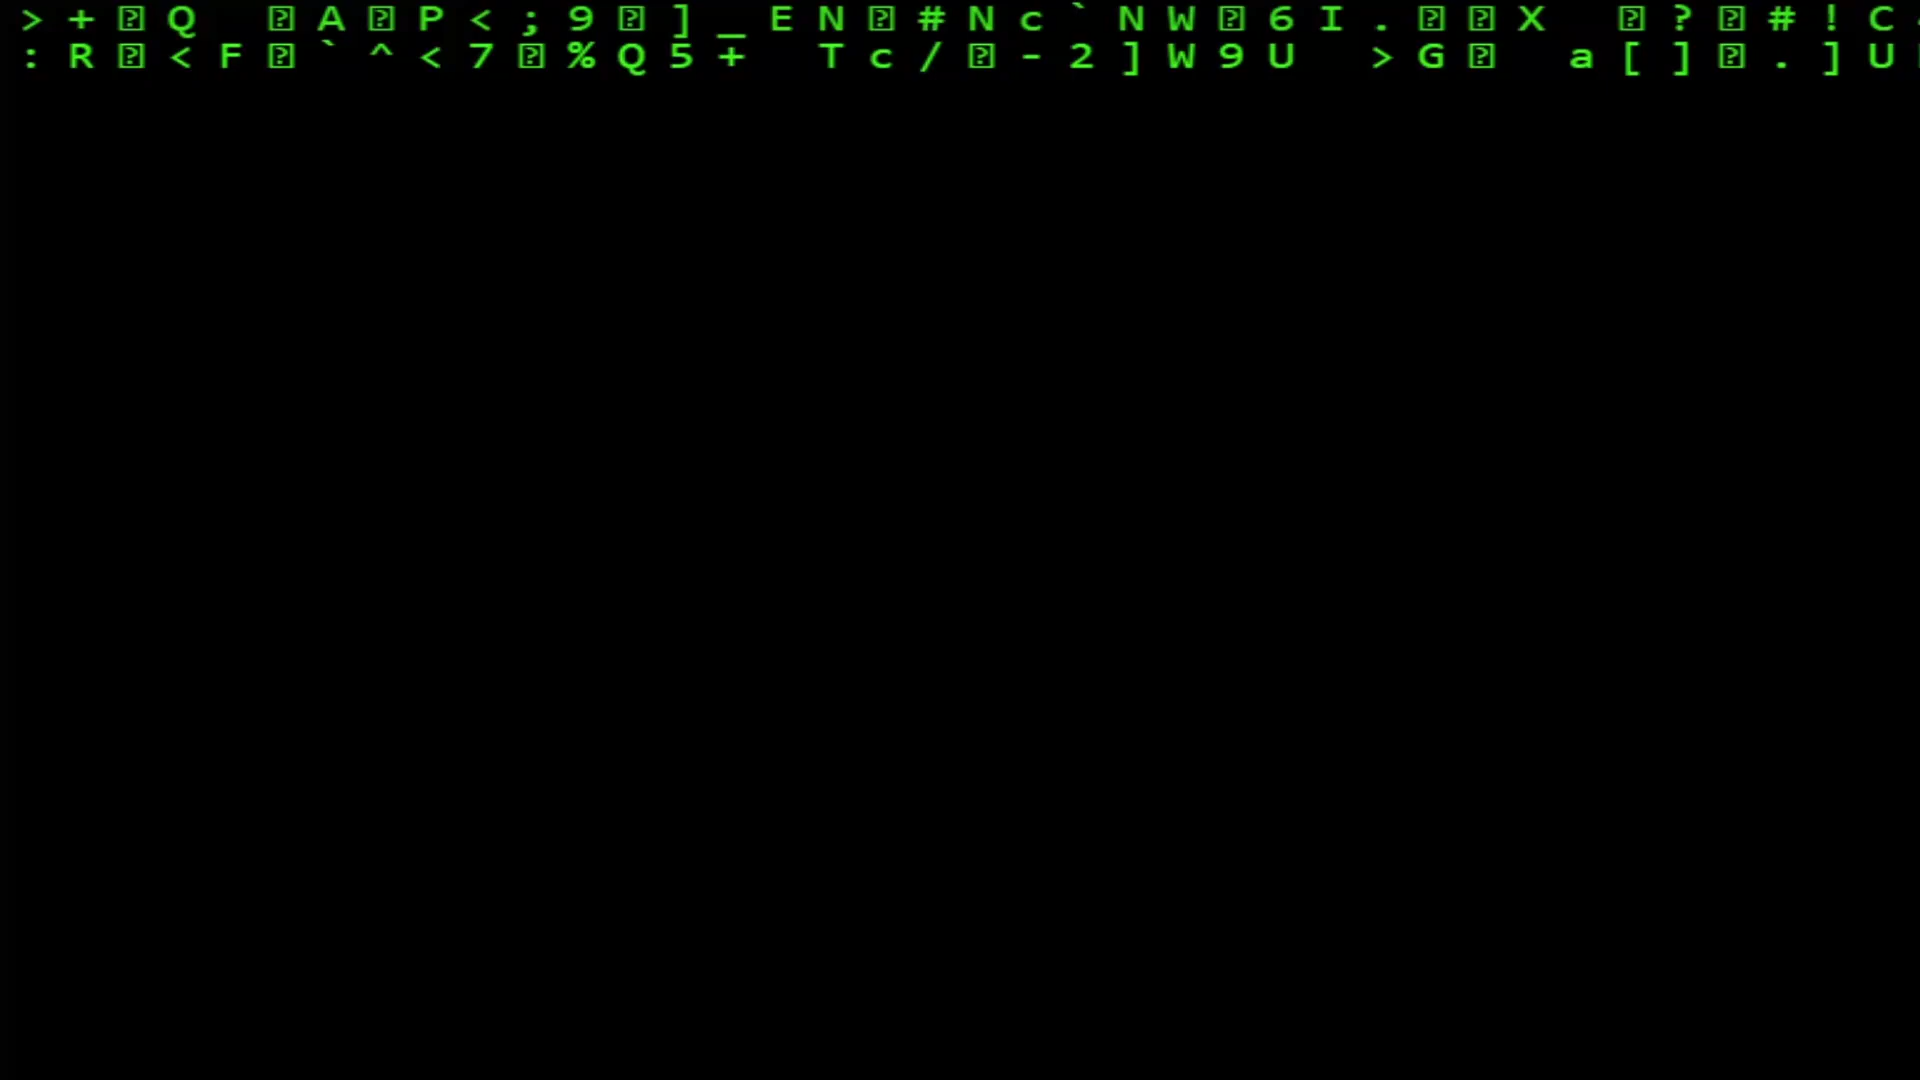 > + ⍰ Q   ⍰ A ⍰ P < ; 9 ⍰ ] _ E N ⍰ # N c ` N W ⍰ 6 I . ⍰ ⍰ X   ⍰ ? ⍰ # ! C
: R ⍰ < F ⍰ ` ^ < 7 ⍰ % Q 5 +   T c / ⍰ - 2 ] W 9 U   > G ⍰   a [ ] ⍰ . ] U